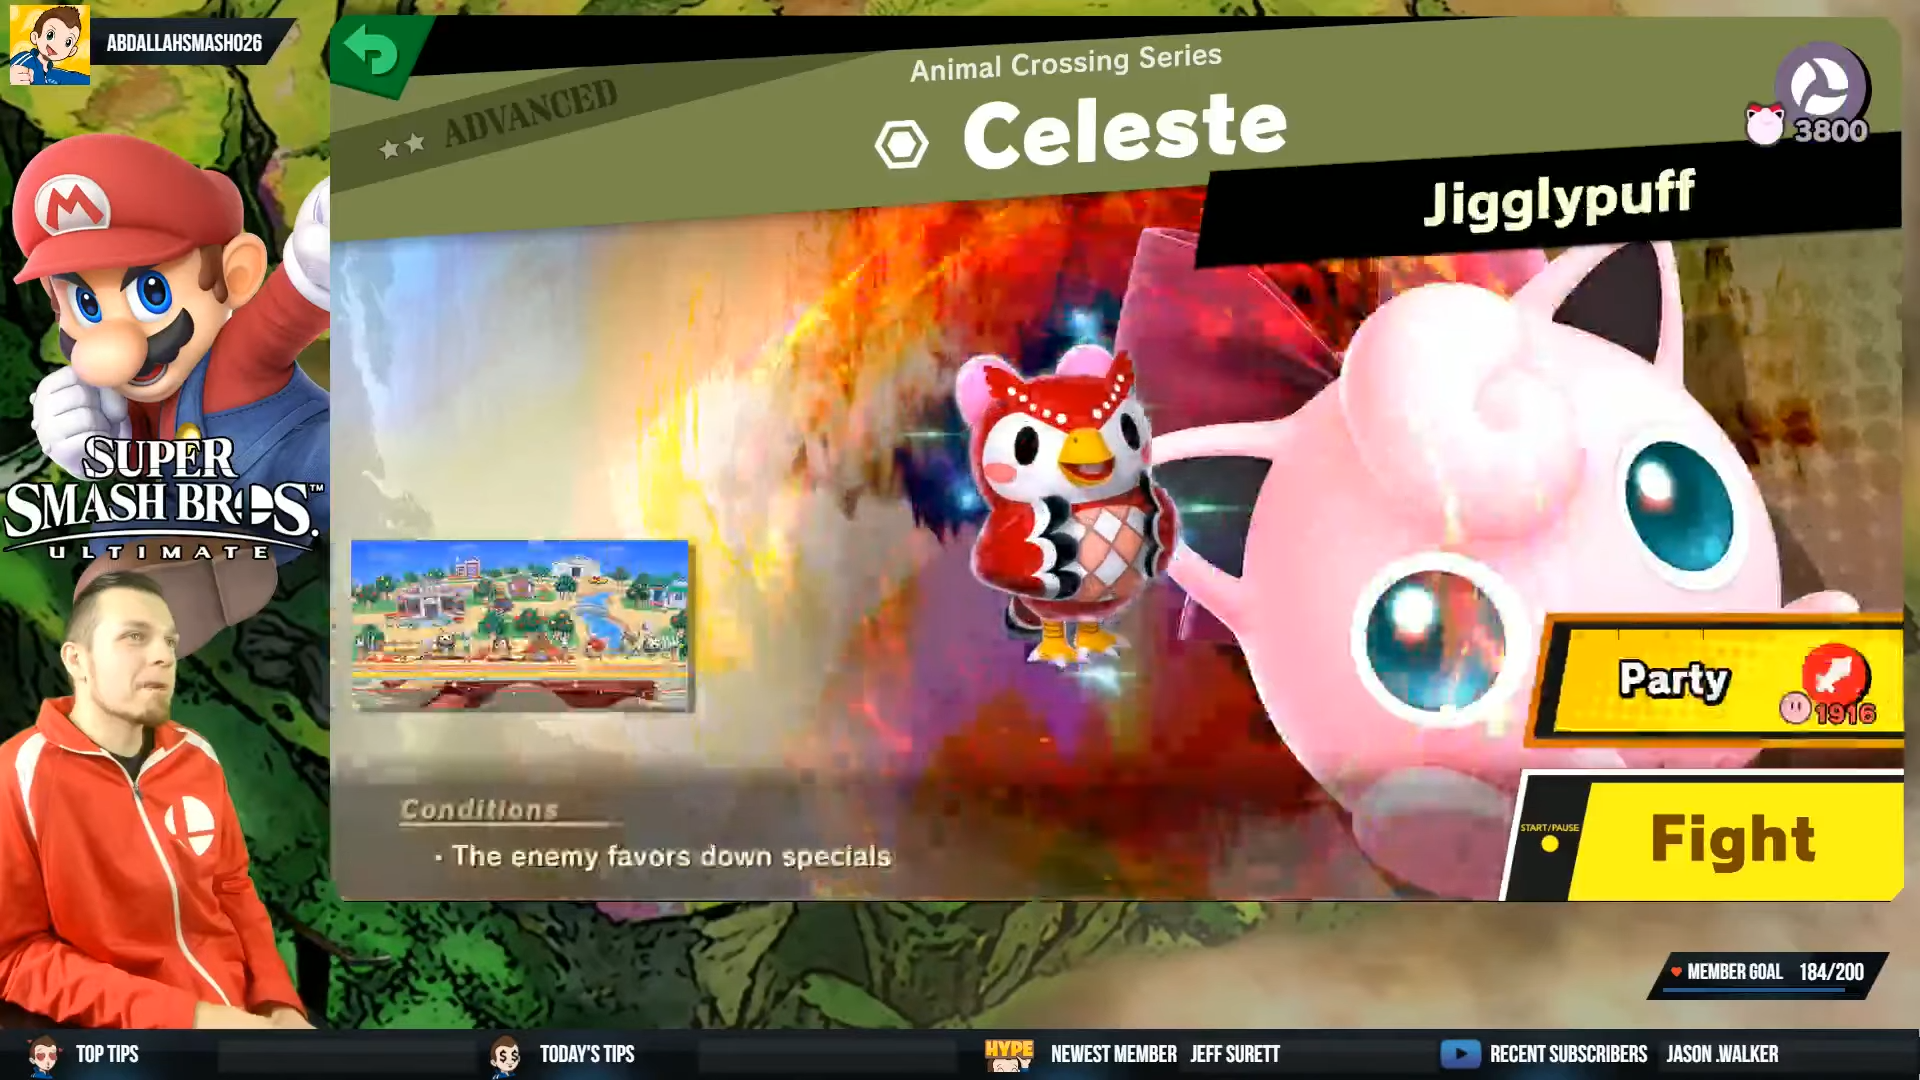 ABDALLAHSMASH026
Animal Crossing Series
★★ ADVANCED
Celeste
3800
Jigglypuff
M
SUPER
SMASH BROS.™
ULTIMATE
Party
1916
Conditions
· The enemy favors down specials
START/PAUSE
Fight
MEMBER GOAL 184/200
TOP TIPS
TODAY'S TIPS
HYPE
NEWEST MEMBER JEFF SURETT
RECENT SUBSCRIBERS JASON .WALKER